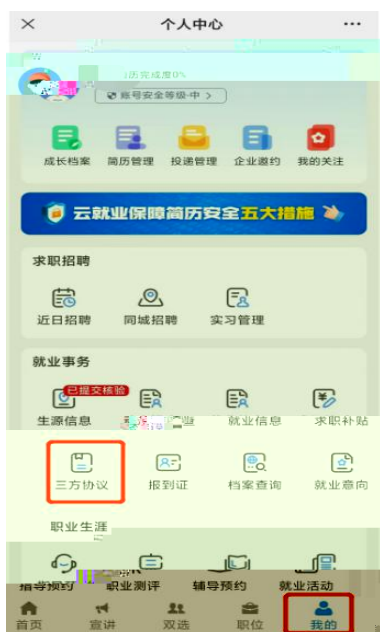 个人中心
历完成度0%
账号安全等级-中 >
成长档案 简历管理 投递管理 企业邀约 我的关注
云就业保障简历安全五大措施
求职招聘
近日招聘 同城招聘 实习管理
就业事务
已提交核验
生源信息 就业信息 求职补贴
三方协议 报到证 档案查询 就业意向
职业生涯
指导预约 职业测评 辅导预约 就业活动
首页 宣讲 双选 职位 我的